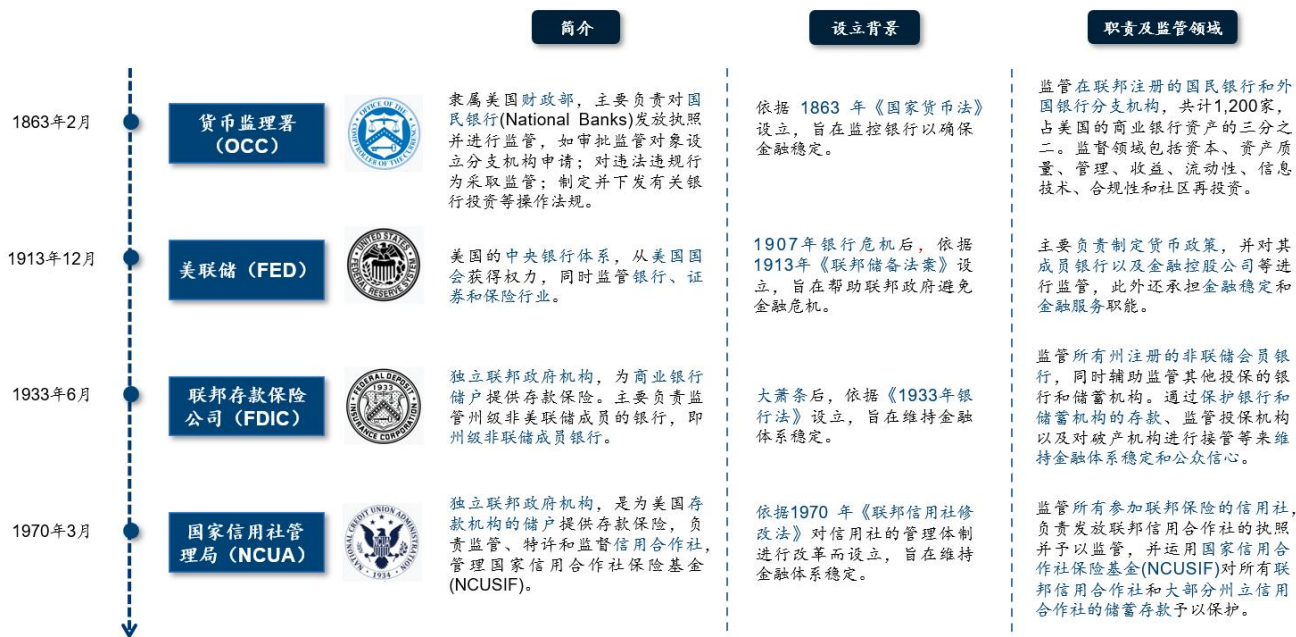 简介
设立背景
职责及监管领域
1863年2月
货币监理署
（OCC）
OFFICE OF THE
COMPTROLLER OF THE CURRENCY
隶属美国财政部，主要负责对国
民银行(National Banks)发放执照
并进行监管，如审批监管对象设
立分支机构申请；对违法违规行
为采取监管；制定并下发有关银
行投资等操作法规。
依据 1863 年《国家货币法》
设立，旨在监控银行以确保
金融稳定。
监管在联邦注册的国民银行和外
国银行分支机构，共计1,200家，
占美国的商业银行资产的三分之
二。监督领域包括资本、资产质
量、管理、收益、流动性、信息
技术、合规性和社区再投资。
1913年12月
美联储（FED）
UNITED STATES
FEDERAL RESERVE SYSTEM
美国的中央银行体系，从美国国
会获得权力，同时监管银行、证
券和保险行业。
1907年银行危机后，依据
1913年《联邦储备法案》设
立，旨在帮助联邦政府避免
金融危机。
主要负责制定货币政策，并对其
成员银行以及金融控股公司等进
行监管，此外还承担金融稳定和
金融服务职能。
1933年6月
联邦存款保险
公司（FDIC）
FEDERAL DEPOSIT
INSURANCE CORPORATION
1933
独立联邦政府机构，为商业银行
储户提供存款保险。主要负责监
管州级非美联储成员的银行，即
州级非联储成员银行。
大萧条后，依据《1933年银
行法》设立，旨在维持金融
体系稳定。
监管所有州注册的非联储会员银
行，同时辅助监管其他投保的银
行和储蓄机构。通过保护银行和
储蓄机构的存款、监管投保机构
以及对破产机构进行接管等来维
持金融体系稳定和公众信心。
1970年3月
国家信用社管
理局（NCUA）
NATIONAL CREDIT UNION ADMINISTRATION
NCUA
1934
独立联邦政府机构，是为美国存
款机构的储户提供存款保险，负
责监管、特许和监督信用合作社，
管理国家信用合作社保险基金
(NCUSIF)。
依据1970 年《联邦信用社修
改法》对信用社的管理体制
进行改革而设立，旨在维持
金融体系稳定。
监管所有参加联邦保险的信用社，
负责发放联邦信用合作社的执照
并予以监管，并运用国家信用合
作社保险基金(NCUSIF)对所有联
邦信用合作社和大部分州立信用
合作社的储蓄存款予以保护。